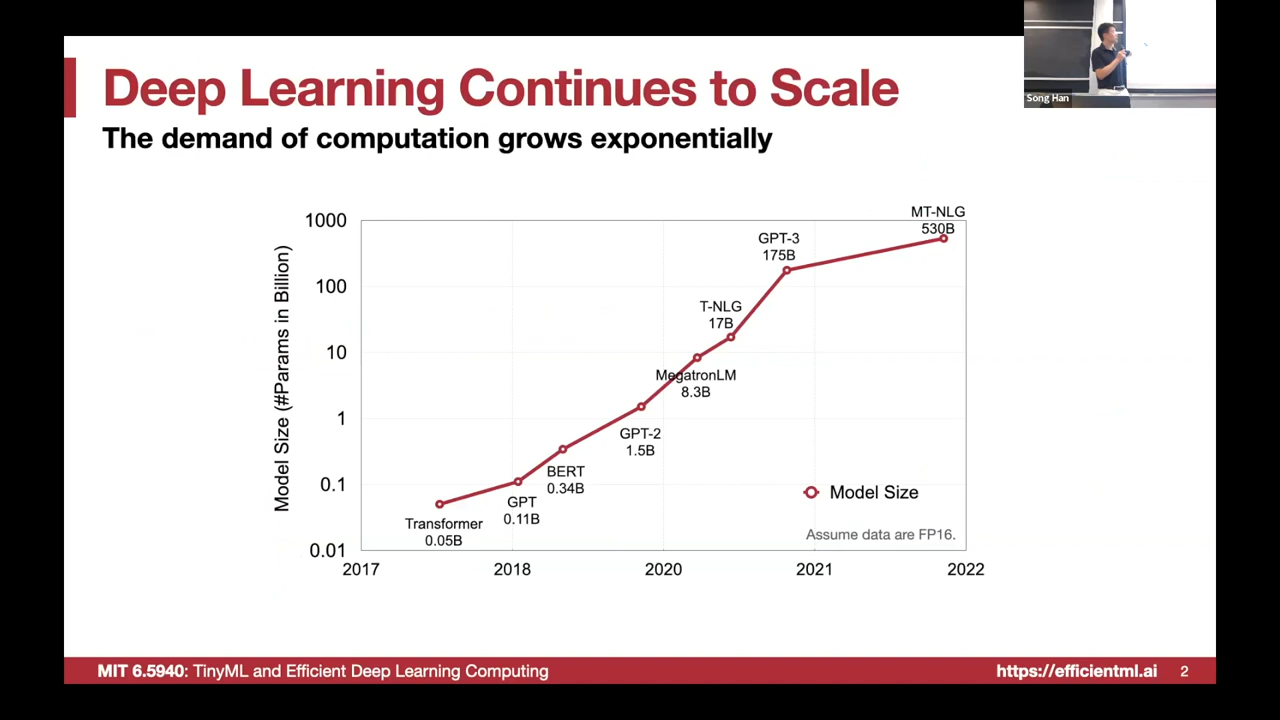 Song Han
Deep Learning Continues to Scale
The demand of computation grows exponentially
Model Size (#Params in Billion)
1000
100
10
1
0.1
0.01
2017
2018
2020
2021
2022
Transformer
0.05B
GPT
0.11B
BERT
0.34B
GPT-2
1.5B
MegatronLM
8.3B
T-NLG
17B
GPT-3
175B
MT-NLG
530B
Model Size
Assume data are FP16.
MIT 6.5940: TinyML and Efficient Deep Learning Computing
https://efficientml.ai
2